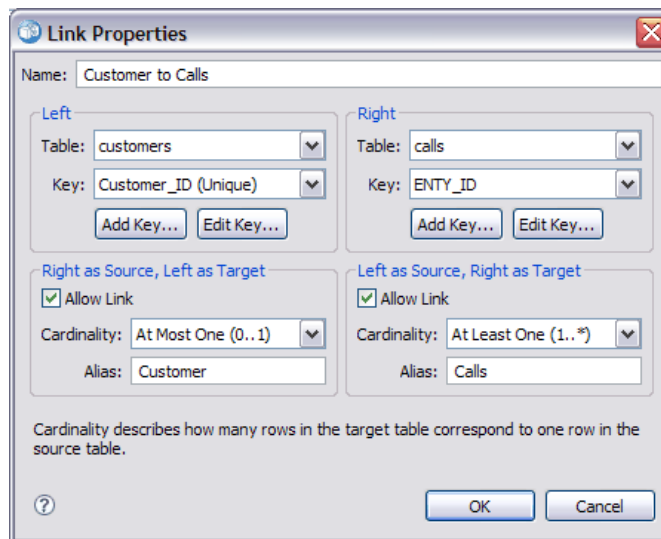 Link Properties
Name: Customer to Calls
Left
Table: customers
Key: Customer_ID (Unique)
Add Key... Edit Key...
Right
Table: calls
Key: ENTY_ID
Add Key... Edit Key...
Right as Source, Left as Target
Allow Link
Cardinality: At Most One (0..1)
Alias: Customer
Left as Source, Right as Target
Allow Link
Cardinality: At Least One (1..*)
Alias: Calls
Cardinality describes how many rows in the target table correspond to one row in the
source table.
? OK Cancel